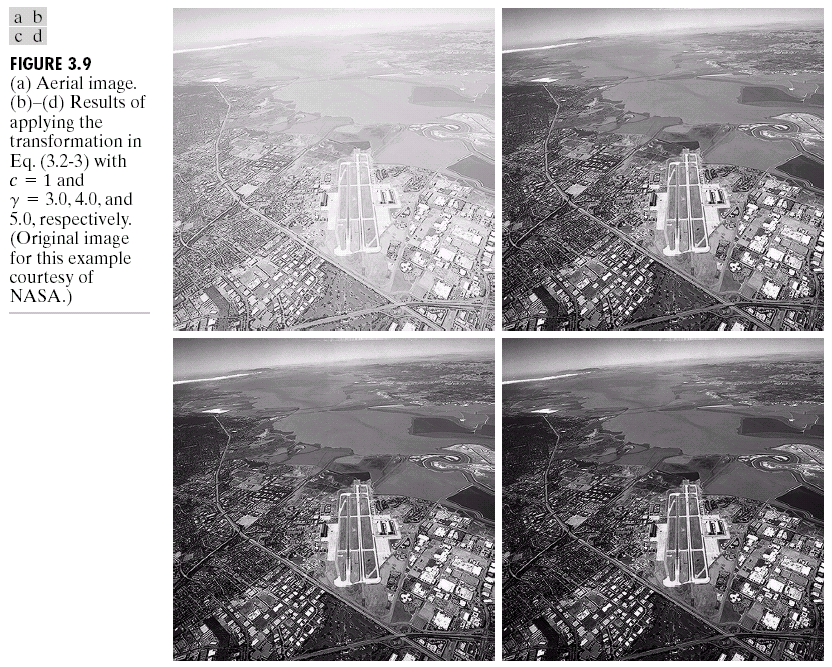 a b
c d
FIGURE 3.9
(a) Aerial image.
(b)–(d) Results of
applying the
transformation in
Eq. (3.2-3) with
c = 1 and
γ = 3.0, 4.0, and
5.0, respectively.
(Original image
for this example
courtesy of
NASA.)